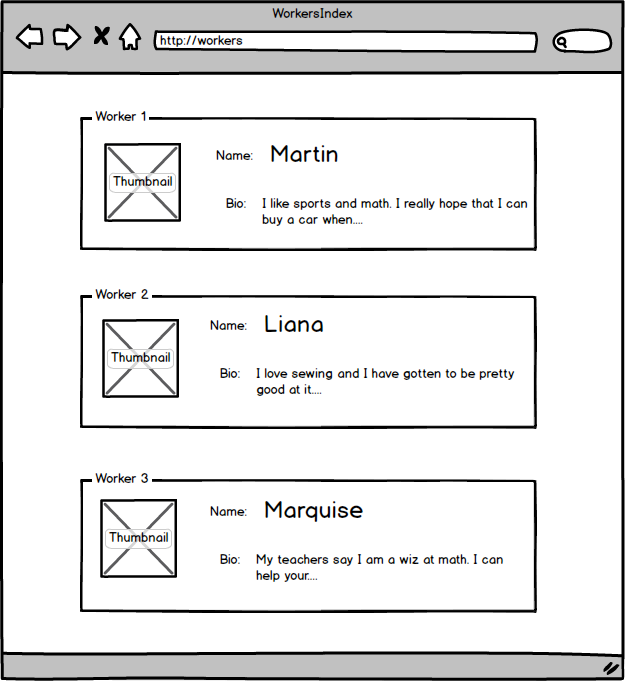 WorkersIndex
http://workers
Worker 1
Thumbnail
Name: Martin
Bio: I like sports and math. I really hope that I can
buy a car when....
Worker 2
Thumbnail
Name: Liana
Bio: I love sewing and I have gotten to be pretty
good at it....
Worker 3
Thumbnail
Name: Marquise
Bio: My teachers say I am a wiz at math. I can
help your....